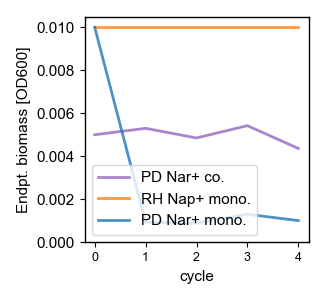 Endpt. biomass [OD600]
0.010
0.008
0.006
0.004
0.002
0.000
PD Nar+ co.
RH Nap+ mono.
PD Nar+ mono.
0 1 2 3 4
cycle